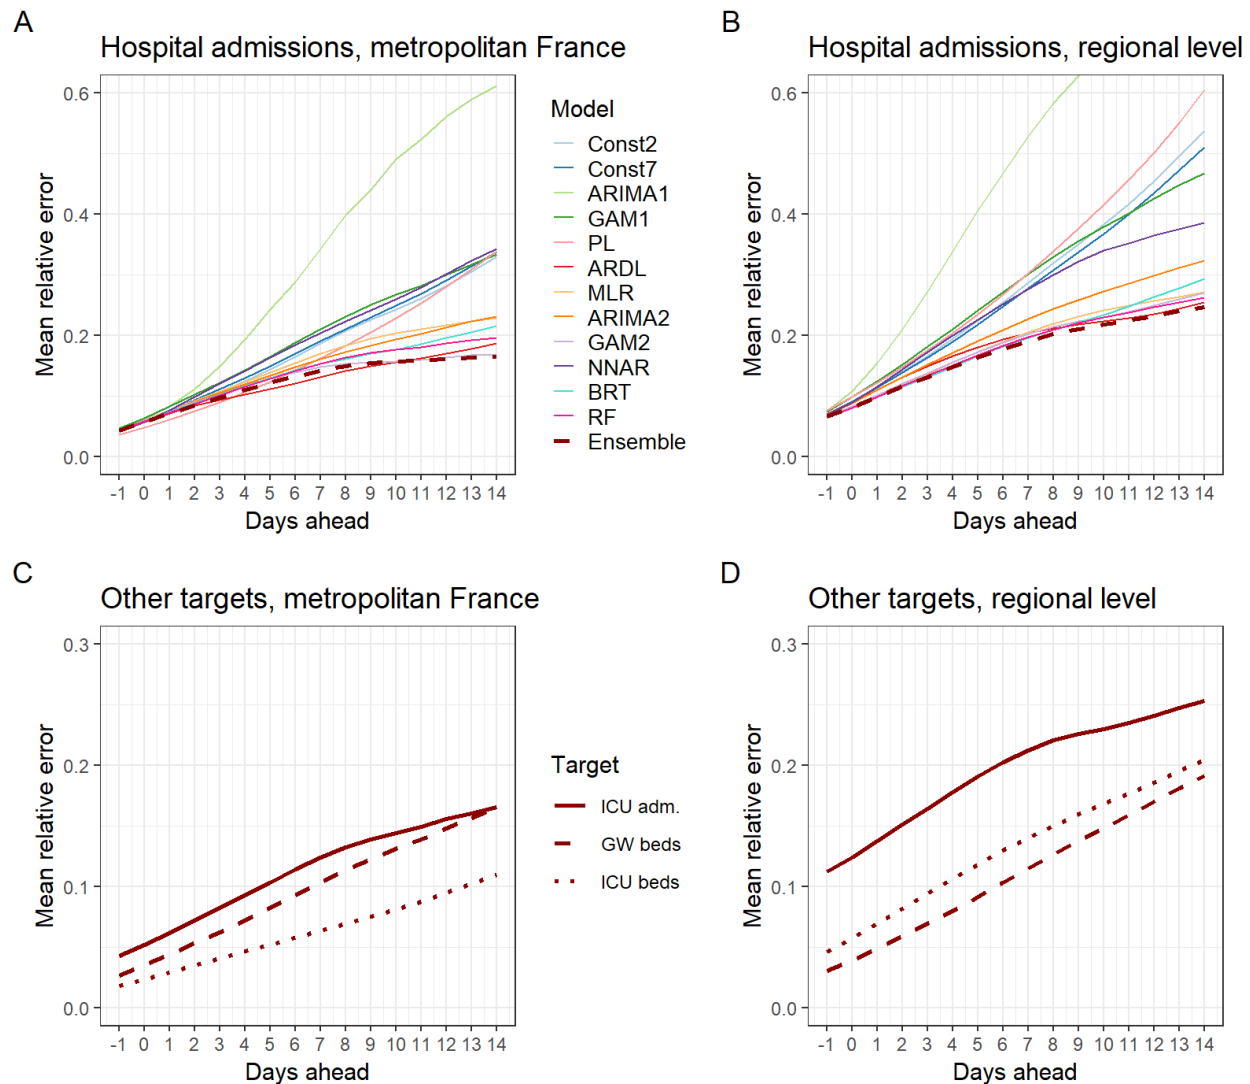 A
Hospital admissions, metropolitan France
Mean relative error
0.6
0.4
0.2
0.0
-1 0 1 2 3 4 5 6 7 8 9 10 11 12 13 14
Days ahead
Model
Const2
Const7
ARIMA1
GAM1
PL
ARDL
MLR
ARIMA2
GAM2
NNAR
BRT
RF
Ensemble
B
Hospital admissions, regional level
Mean relative error
0.6
0.4
0.2
0.0
-1 0 1 2 3 4 5 6 7 8 9 10 11 12 13 14
Days ahead
C
Other targets, metropolitan France
Mean relative error
0.3
0.2
0.1
0.0
-1 0 1 2 3 4 5 6 7 8 9 10 11 12 13 14
Days ahead
Target
ICU adm.
GW beds
ICU beds
D
Other targets, regional level
Mean relative error
0.3
0.2
0.1
0.0
-1 0 1 2 3 4 5 6 7 8 9 10 11 12 13 14
Days ahead